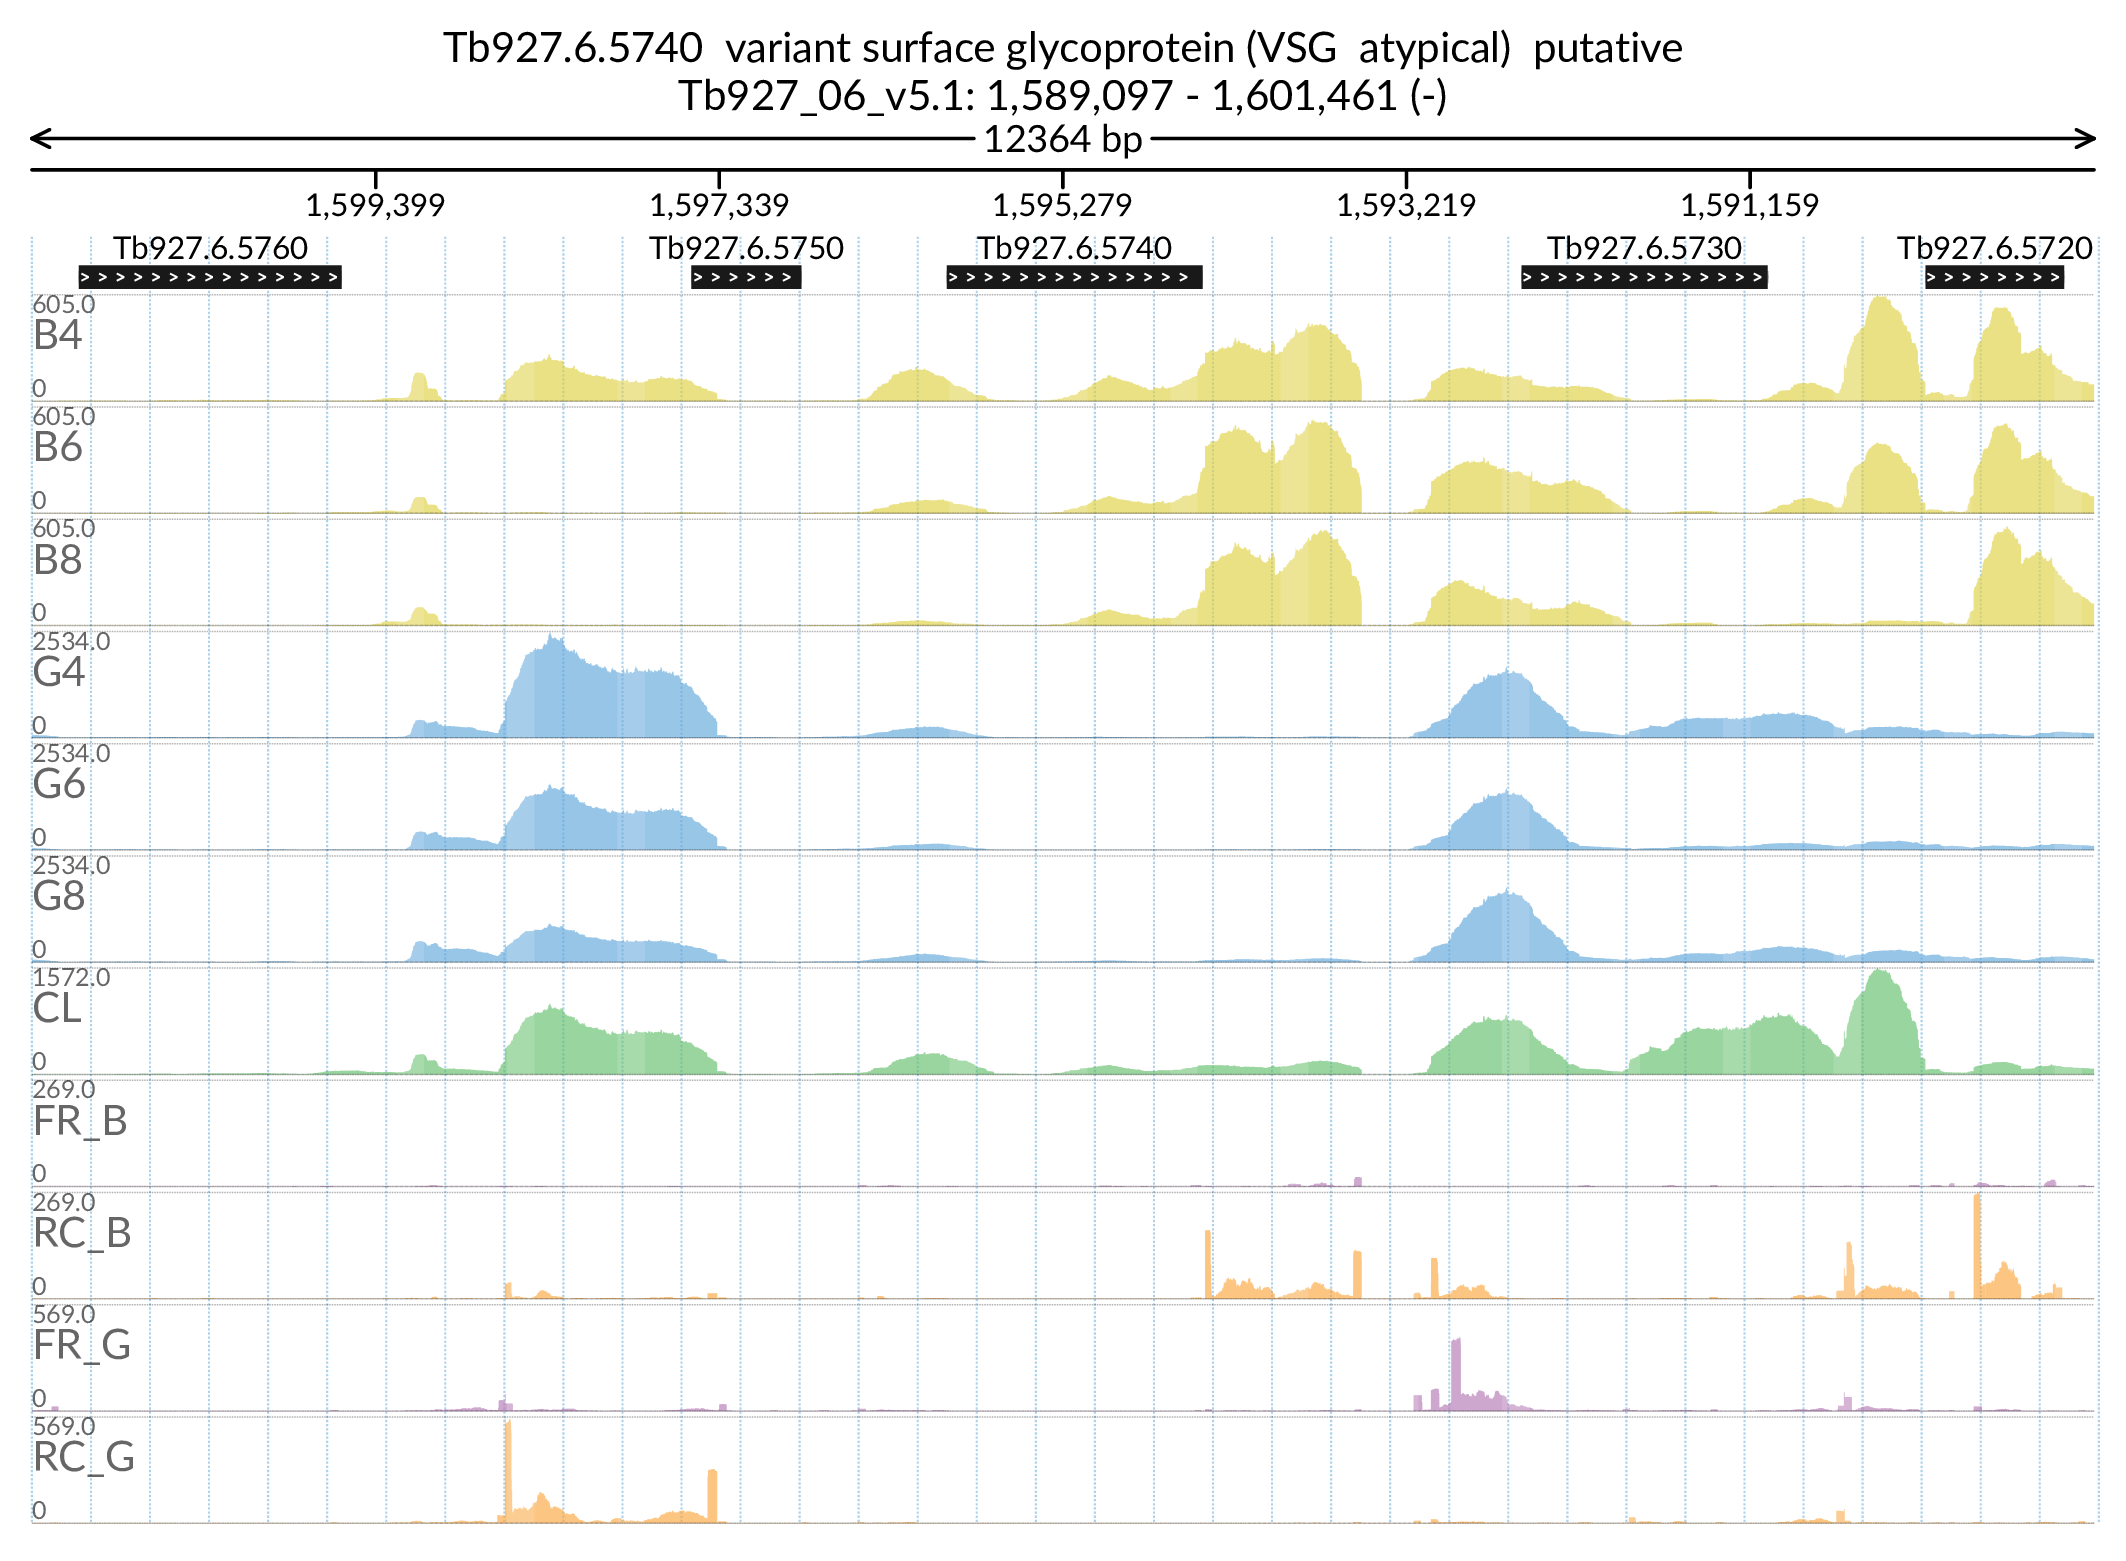 Tb927.6.5740  variant surface glycoprotein (VSG  atypical)  putative
Tb927_06_v5.1: 1,589,097 - 1,601,461 (-)
12364 bp
1,599,399 1,597,339 1,595,279 1,593,219 1,591,159
Tb927.6.5760 Tb927.6.5750 Tb927.6.5740 Tb927.6.5730 Tb927.6.5720
605.0
B4
0
605.0
B6
0
605.0
B8
0
2534.0
G4
0
2534.0
G6
0
2534.0
G8
0
1572.0
CL
0
269.0
FR_B
0
269.0
RC_B
0
569.0
FR_G
0
569.0
RC_G
0